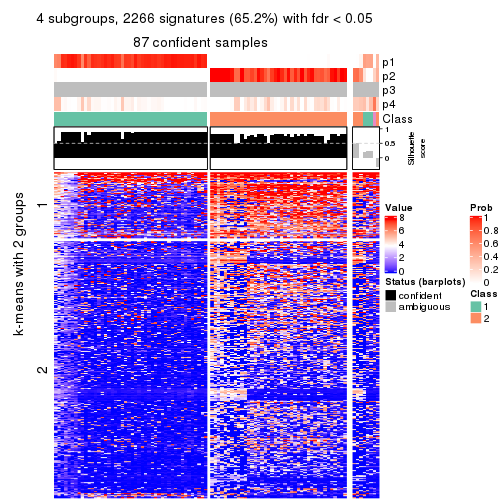 4 subgroups, 2266 signatures (65.2%) with fdr < 0.05
87 confident samples
p1
p2
p3
p4
Class
1
0.5
0
Silhouette
score
k-means with 2 groups
1
2
Value
8
6
4
2
0
Status (barplots)
confident
ambiguous
Prob
1
0.8
0.6
0.4
0.2
0
Class
1
2